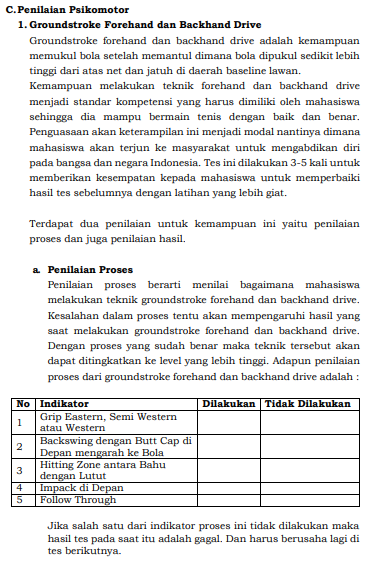 C. Penilaian Psikomotor
1. Groundstroke Forehand dan Backhand Drive
Groundstroke forehand dan backhand drive adalah kemampuan
memukul bola setelah memantul dimana bola dipukul sedikit lebih
tinggi dari atas net dan jatuh di daerah baseline lawan.
Kemampuan melakukan teknik forehand dan backhand drive
menjadi standar kompetensi yang harus dimiliki oleh mahasiswa
sehingga dia mampu bermain tenis dengan baik dan benar.
Penguasaan akan keterampilan ini menjadi modal nantinya dimana
mahasiswa akan terjun ke masyarakat untuk mengabdikan diri
pada bangsa dan negara Indonesia. Tes ini dilakukan 3-5 kali untuk
memberikan kesempatan kepada mahasiswa untuk memperbaiki
hasil tes sebelumnya dengan latihan yang lebih giat.
Terdapat dua penilaian untuk kemampuan ini yaitu penilaian
proses dan juga penilaian hasil.
a. Penilaian Proses
Penilaian proses berarti menilai bagaimana mahasiswa
melakukan teknik groundstroke forehand dan backhand drive.
Kesalahan dalam proses tentu akan mempengaruhi hasil yang
saat melakukan groundstroke forehand dan backhand drive.
Dengan proses yang sudah benar maka teknik tersebut akan
dapat ditingkatkan ke level yang lebih tinggi. Adapun penilaian
proses dari groundstroke forehand dan backhand drive adalah :
No Indikator Dilakukan Tidak Dilakukan
1 Grip Eastern, Semi Western
atau Western
2 Backswing dengan Butt Cap di
Depan mengarah ke Bola
3 Hitting Zone antara Bahu
dengan Lutut
4 Impack di Depan
5 Follow Through
Jika salah satu dari indikator proses ini tidak dilakukan maka
hasil tes pada saat itu adalah gagal. Dan harus berusaha lagi di
tes berikutnya.